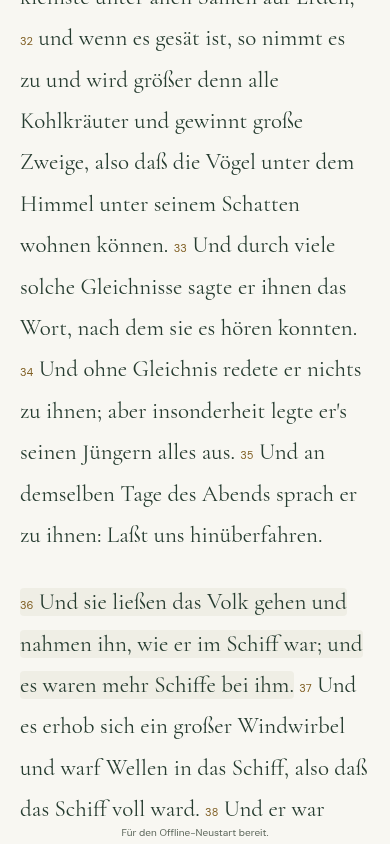 kleinste unter allen Samen auf Erden;
32 und wenn es gesät ist, so nimmt es
zu und wird größer denn alle
Kohlkräuter und gewinnt große
Zweige, also daß die Vögel unter dem
Himmel unter seinem Schatten
wohnen können. 33 Und durch viele
solche Gleichnisse sagte er ihnen das
Wort, nach dem sie es hören konnten.
34 Und ohne Gleichnis redete er nichts
zu ihnen; aber insonderheit legte er's
seinen Jüngern alles aus. 35 Und an
demselben Tage des Abends sprach er
zu ihnen: Laßt uns hinüberfahren.
36 Und sie ließen das Volk gehen und
nahmen ihn, wie er im Schiff war; und
es waren mehr Schiffe bei ihm. 37 Und
es erhob sich ein großer Windwirbel
und warf Wellen in das Schiff, also daß
das Schiff voll ward. 38 Und er war
Für den Offline-Neustart bereit.